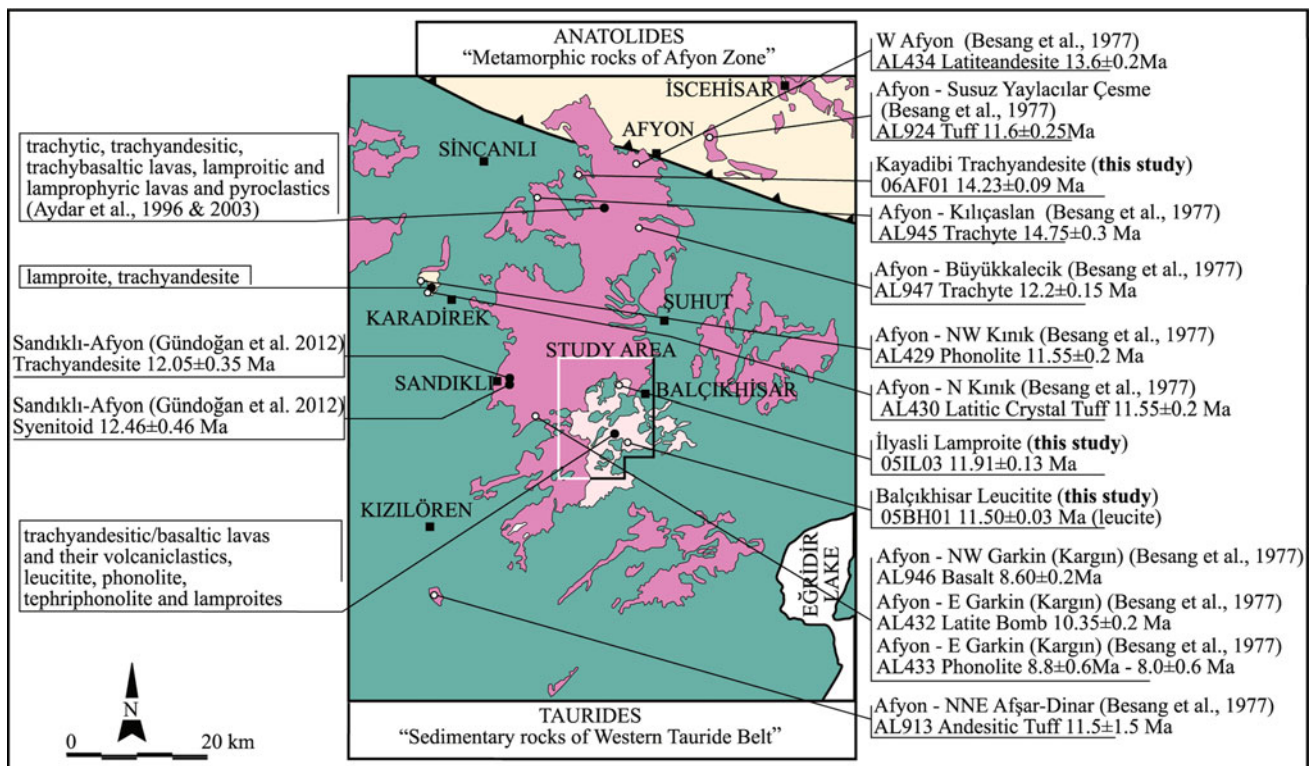 ANATOLIDES
“Metamorphic rocks of Afyon Zone”
trachytic, trachyandesitic,
trachybasaltic lavas, lamproitic and
lamprophyric lavas and pyroclastics
(Aydar et al., 1996 & 2003)
lamproite, trachyandesite
Sandıklı-Afyon (Gündoğan et al. 2012)
Trachyandesite 12.05±0.35 Ma
Sandıklı-Afyon (Gündoğan et al. 2012)
Syenitoid 12.46±0.46 Ma
trachyandesitic/basaltic lavas
and their volcaniclastics,
leucitite, phonolite,
tephriphonolite and lamproites
N
0 20 km
İSCEHİSAR
AFYON
SİNÇANLI
ŞUHUT
KARADİREK
STUDY AREA
SANDIKLI
BALÇIKHİSAR
KIZILÖREN
EĞRİDİR
LAKE
TAURIDES
“Sedimentary rocks of Western Tauride Belt”
W Afyon (Besang et al., 1977)
AL434 Latiteandesite 13.6±0.2Ma
Afyon - Susuz Yaylacılar Çesme
(Besang et al., 1977)
AL924 Tuff 11.6±0.25Ma
Kayadibi Trachyandesite (this study)
06AF01 14.23±0.09 Ma
Afyon - Kılıçaslan (Besang et al., 1977)
AL945 Trachyte 14.75±0.3 Ma
Afyon - Büyükkalecik (Besang et al., 1977)
AL947 Trachyte 12.2±0.15 Ma
Afyon - NW Kınık (Besang et al., 1977)
AL429 Phonolite 11.55±0.2 Ma
Afyon - N Kınık (Besang et al., 1977)
AL430 Latitic Crystal Tuff 11.55±0.2 Ma
İlyasli Lamproite (this study)
05IL03 11.91±0.13 Ma
Balçıkhisar Leucitite (this study)
05BH01 11.50±0.03 Ma (leucite)
Afyon - NW Garkin (Kargın) (Besang et al., 1977)
AL946 Basalt 8.60±0.2Ma
Afyon - E Garkin (Kargın) (Besang et al., 1977)
AL432 Latite Bomb 10.35±0.2 Ma
Afyon - E Garkin (Kargın) (Besang et al., 1977)
AL433 Phonolite 8.8±0.6Ma - 8.0±0.6 Ma
Afyon - NNE Afşar-Dinar (Besang et al., 1977)
AL913 Andesitic Tuff 11.5±1.5 Ma